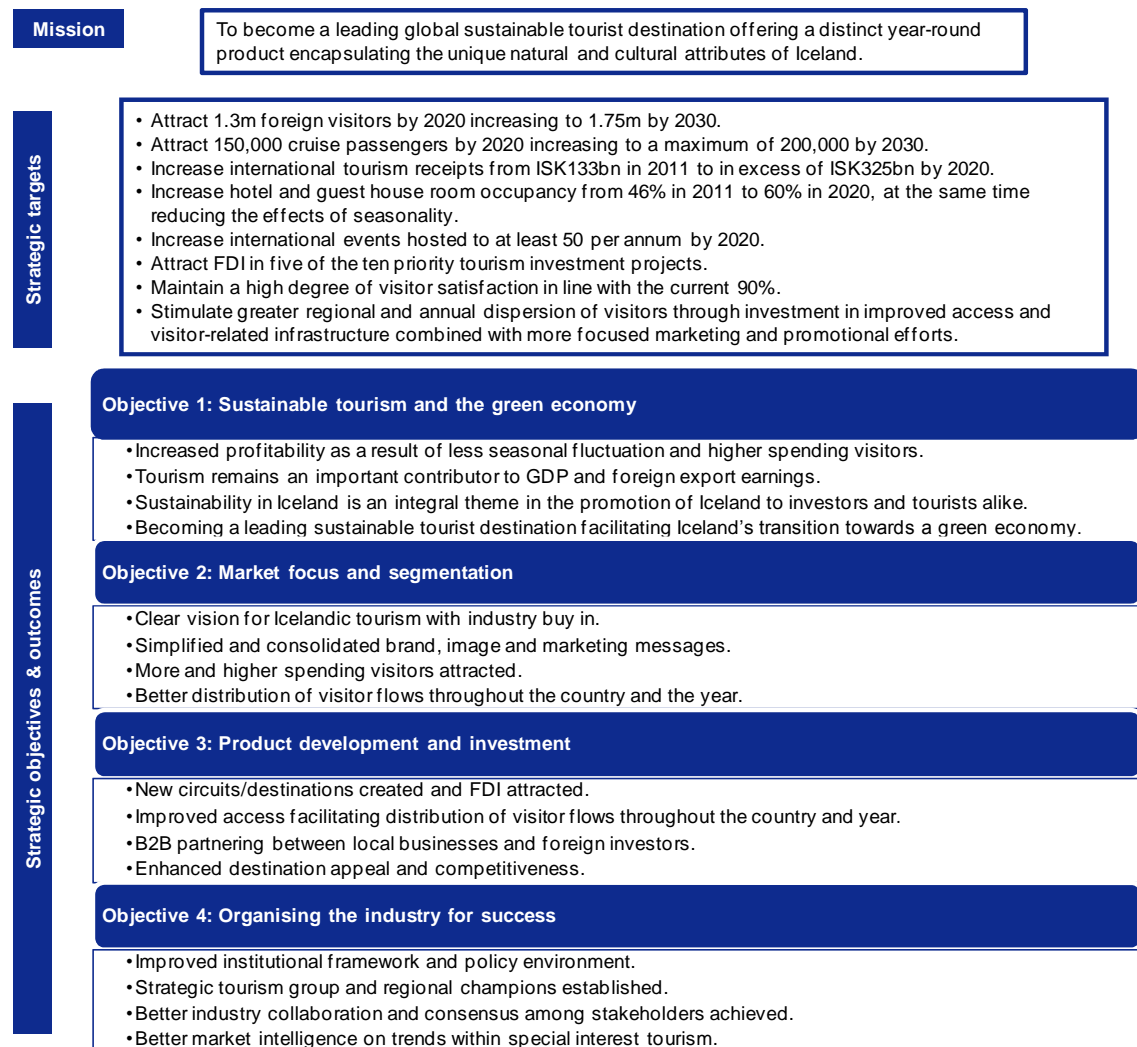 Mission
To become a leading global sustainable tourist destination offering a distinct year-round
product encapsulating the unique natural and cultural attributes of Iceland.
Strategic targets
• Attract 1.3m foreign visitors by 2020 increasing to 1.75m by 2030.
• Attract 150,000 cruise passengers by 2020 increasing to a maximum of 200,000 by 2030.
• Increase international tourism receipts from ISK133bn in 2011 to in excess of ISK325bn by 2020.
• Increase hotel and guest house room occupancy from 46% in 2011 to 60% in 2020, at the same time
reducing the effects of seasonality.
• Increase international events hosted to at least 50 per annum by 2020.
• Attract FDI in five of the ten priority tourism investment projects.
• Maintain a high degree of visitor satisfaction in line with the current 90%.
• Stimulate greater regional and annual dispersion of visitors through investment in improved access and
visitor-related infrastructure combined with more focused marketing and promotional efforts.
Strategic objectives & outcomes
Objective 1: Sustainable tourism and the green economy
•Increased profitability as a result of less seasonal fluctuation and higher spending visitors.
•Tourism remains an important contributor to GDP and foreign export earnings.
•Sustainability in Iceland is an integral theme in the promotion of Iceland to investors and tourists alike.
•Becoming a leading sustainable tourist destination facilitating Iceland's transition towards a green economy.
Objective 2: Market focus and segmentation
•Clear vision for Icelandic tourism with industry buy in.
•Simplified and consolidated brand, image and marketing messages.
•More and higher spending visitors attracted.
•Better distribution of visitor flows throughout the country and the year.
Objective 3: Product development and investment
•New circuits/destinations created and FDI attracted.
•Improved access facilitating distribution of visitor flows throughout the country and year.
•B2B partnering between local businesses and foreign investors.
•Enhanced destination appeal and competitiveness.
Objective 4: Organising the industry for success
•Improved institutional framework and policy environment.
•Strategic tourism group and regional champions established.
•Better industry collaboration and consensus among stakeholders achieved.
•Better market intelligence on trends within special interest tourism.